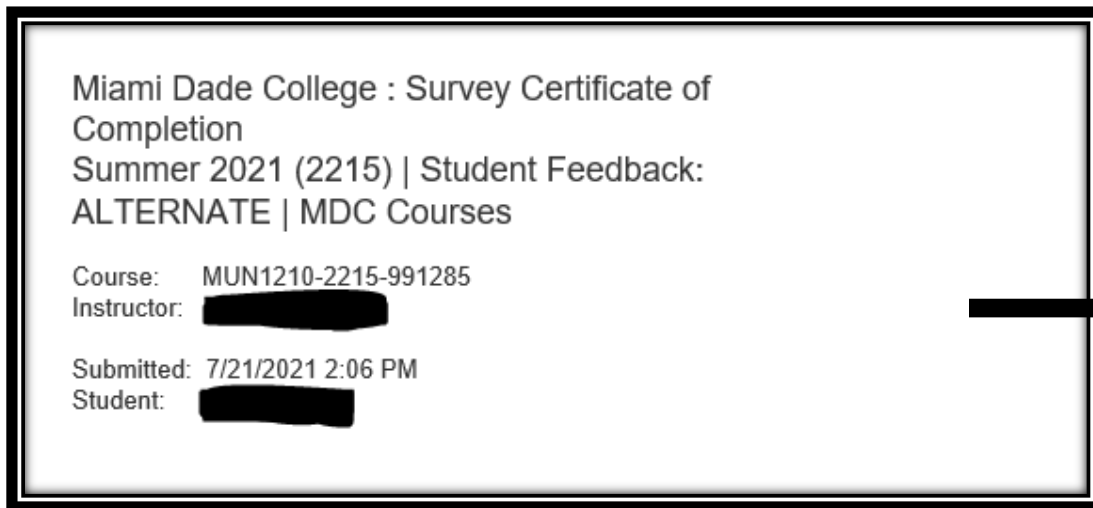 Miami Dade College : Survey Certificate of
Completion
Summer 2021 (2215) | Student Feedback:
ALTERNATE | MDC Courses
Course: MUN1210-2215-991285
Instructor:
Submitted: 7/21/2021 2:06 PM
Student: